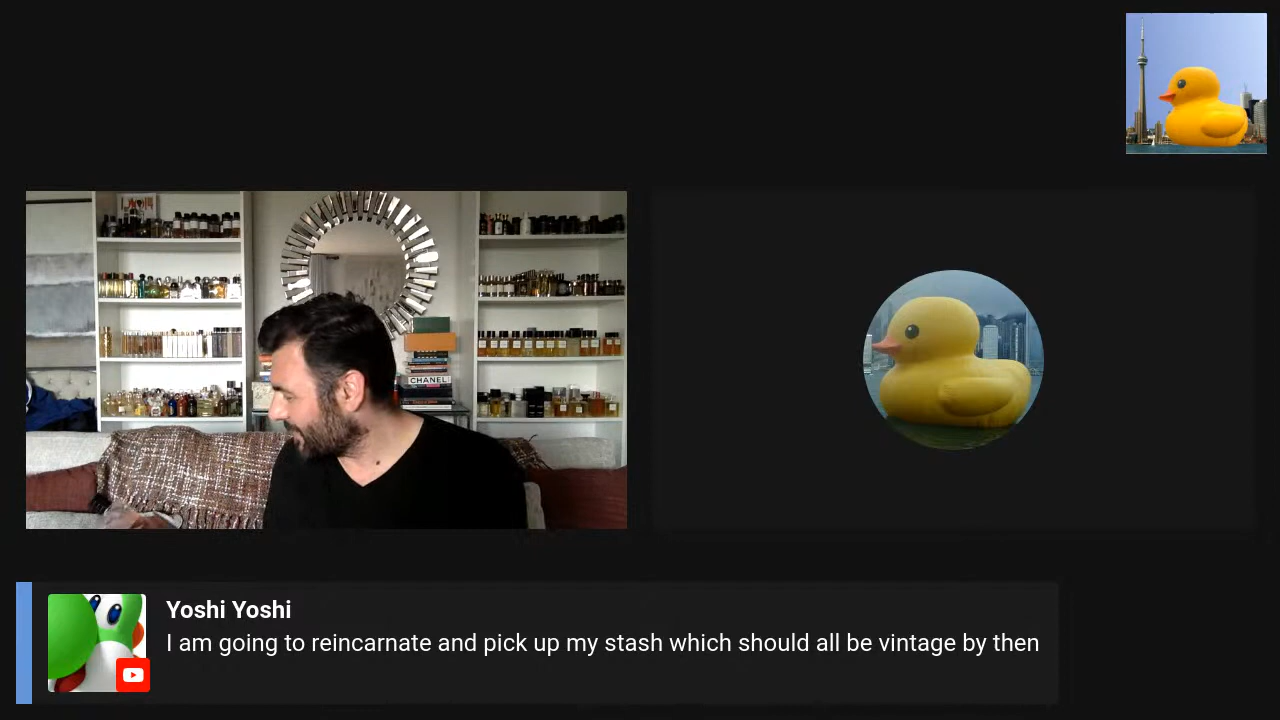 CHANEL
Yoshi Yoshi
I am going to reincarnate and pick up my stash which should all be vintage by then